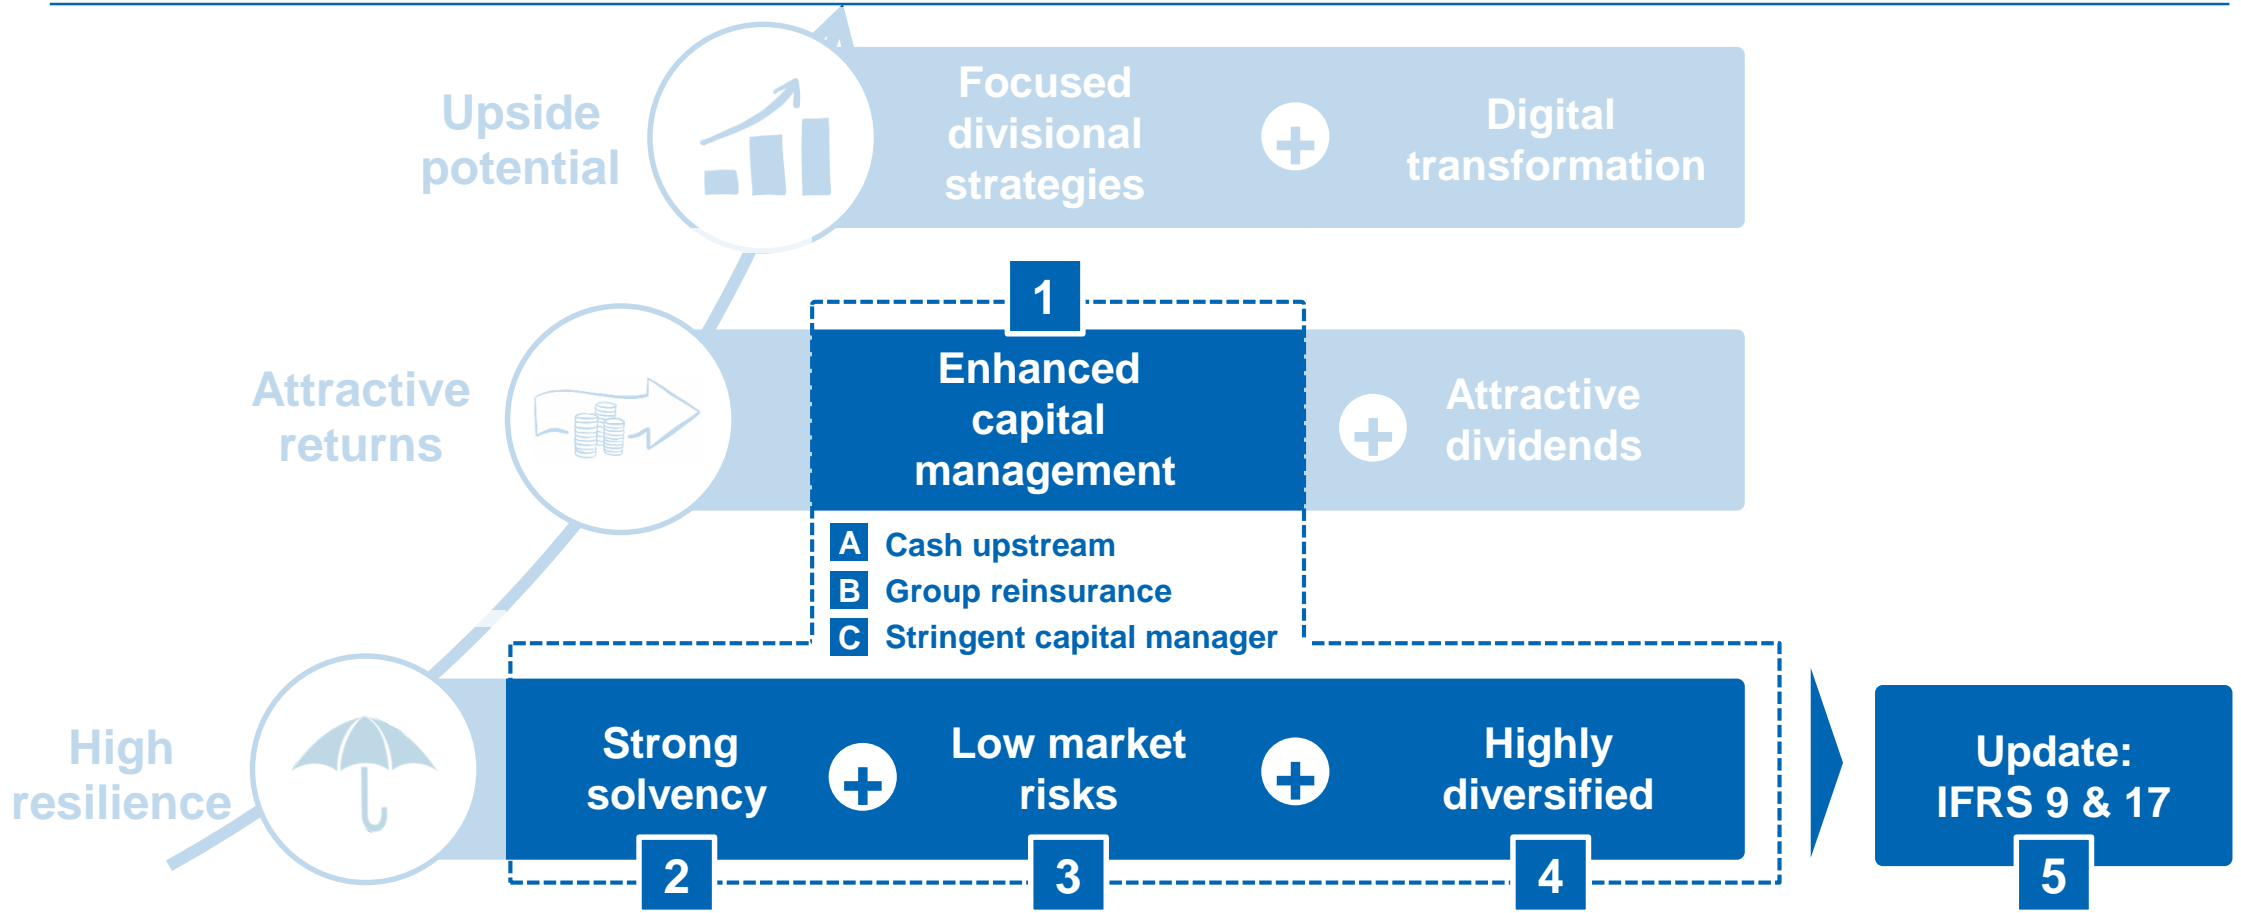 Upside
potential
Focused
divisional
strategies
+
Digital
transformation
1
Attractive
returns
Enhanced
capital
management
+
Attractive
dividends
A Cash upstream
B Group reinsurance
C Stringent capital manager
High
resilience
Strong
solvency
+
Low market
risks
+
Highly
diversified
Update:
IFRS 9 & 17
2
3
4
5